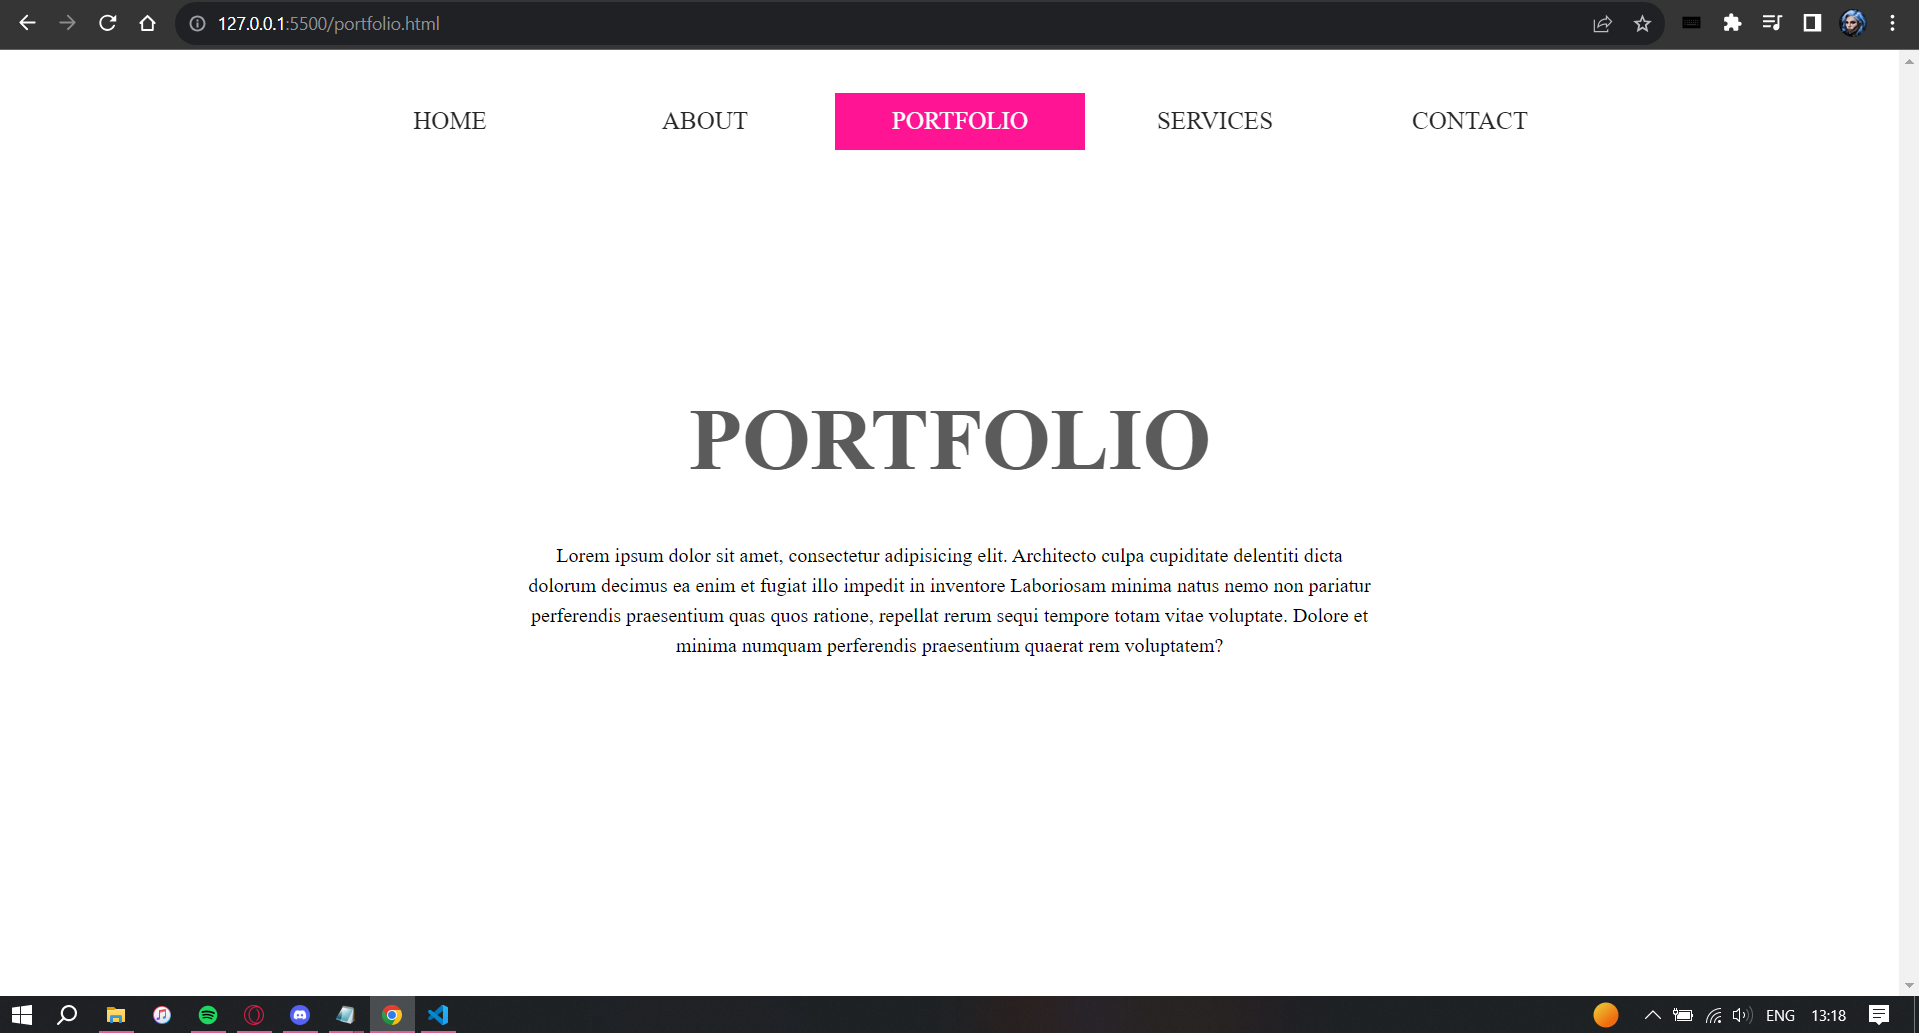 127.0.0.1:5500/portfolio.html
HOME ABOUT PORTFOLIO SERVICES CONTACT
PORTFOLIO
Lorem ipsum dolor sit amet, consectetur adipisicing elit. Architecto culpa cupiditate delentiti dicta
dolorum decimus ea enim et fugiat illo impedit in inventore Laboriosam minima natus nemo non pariatur
perferendis praesentium quas quos ratione, repellat rerum sequi tempore totam vitae voluptate. Dolore et
minima numquam perferendis praesentium quaerat rem voluptatem?
ENG 13:18